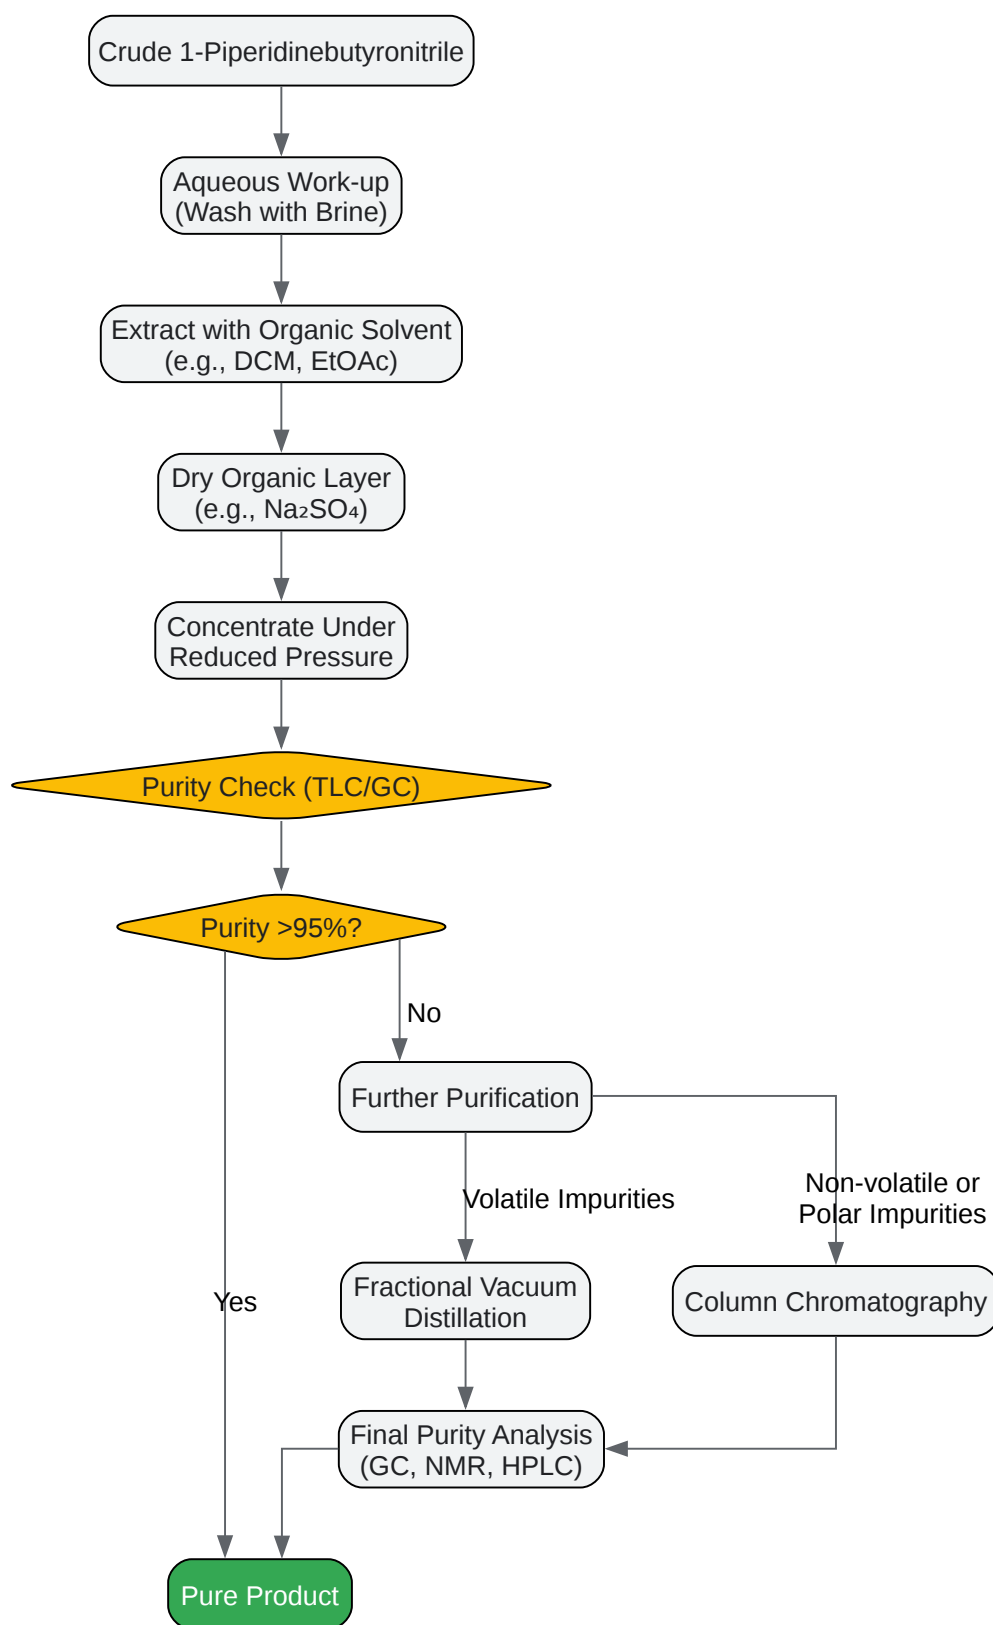 Crude 1-Piperidinebutyronitrile
Aqueous Work-up
(Wash with Brine)
Extract with Organic Solvent
(e.g., DCM, EtOAc)
Dry Organic Layer
(e.g., Na₂SO₄)
Concentrate Under
Reduced Pressure
Purity Check (TLC/GC)
Purity >95%?
No
Further Purification
Volatile Impurities
Non-volatile or
Polar Impurities
Fractional Vacuum
Distillation
Column Chromatography
Yes
Final Purity Analysis
(GC, NMR, HPLC)
Pure Product